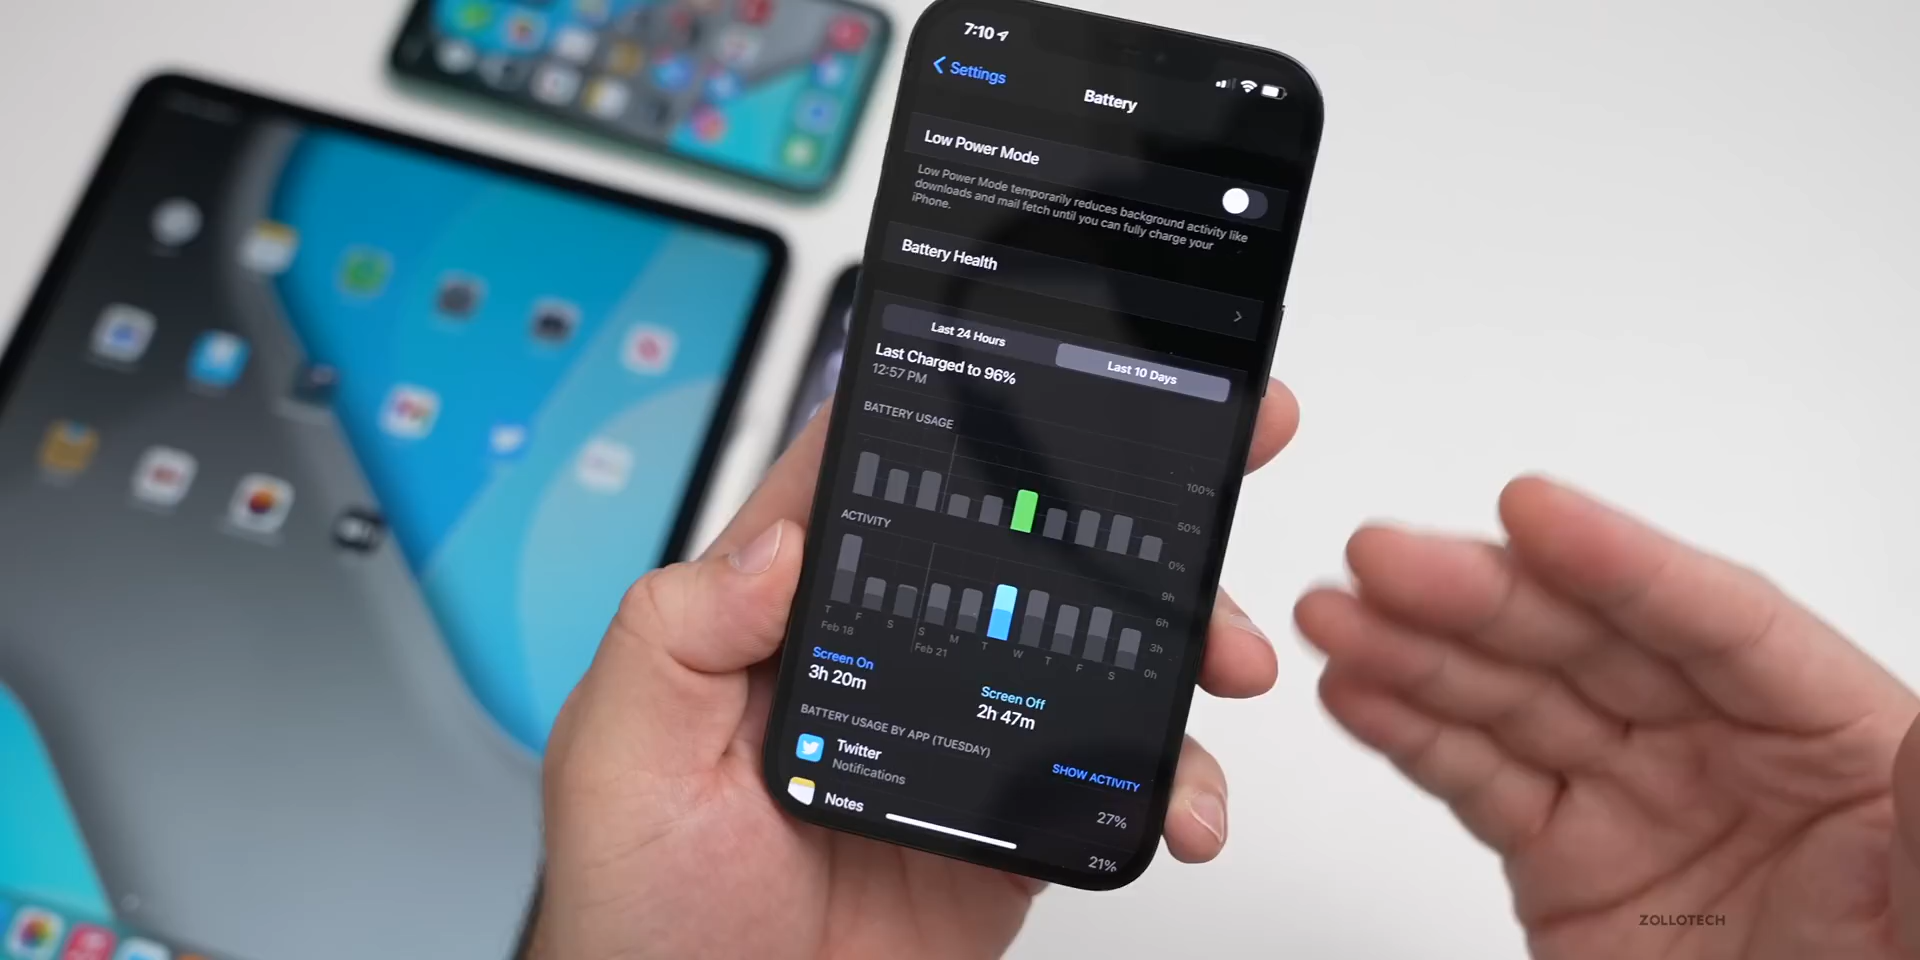 7:10
Settings
Battery
Low Power Mode
Low Power Mode temporarily reduces background activity like
downloads and mail fetch until you can fully charge your
iPhone.
Battery Health
Last 24 Hours
Last 10 Days
Last Charged to 96%
12:57 PM
BATTERY USAGE
100%
50%
0%
ACTIVITY
9h
6h
3h
0h
T F S S M T W T F S
Feb 18 Feb 21
Screen On
3h 20m
Screen Off
2h 47m
BATTERY USAGE BY APP (TUESDAY)
SHOW ACTIVITY
Twitter
Notifications
27%
Notes
21%
ZOLLOTECH